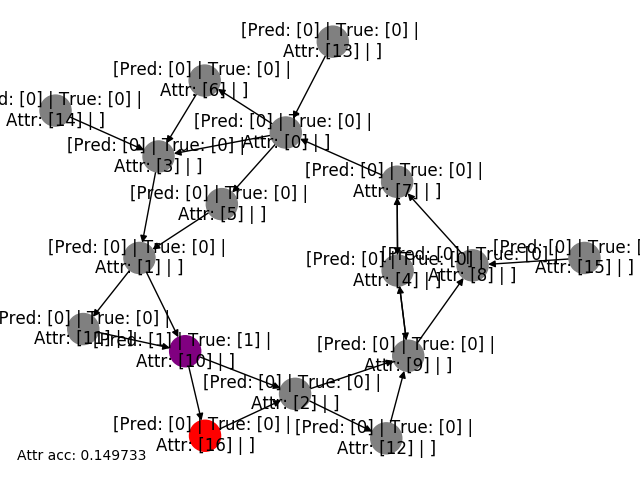 [Pred: [0] | True: [0] |
Attr: [13] | ]
[Pred: [0] | True: [0] |
Attr: [6] | ]
d: [0] | True: [0] |
Attr: [14] | ]
[Pred: [0] | True: [0] |
Attr: [0] | ]
[Pred: [0] | True: [0] |
Attr: [3] | ]
[Pred: [0] | True: [0] |
Attr: [7] | ]
[Pred: [0] | True: [0] |
Attr: [5] | ]
[Pred: [0] | True: [0] |
Attr: [1] | ]
[Pred: [0] | True: [0] |
Attr: [4] | ]
[Pred: [0] | True: [0] |
Attr: [8] | ]
[Pred: [0] | True: [0] |
Attr: [15] | ]
Pred: [0] | True: [0] |
Attr: [11] | ]
[Pred: [1] | True: [1] |
Attr: [10] | ]
[Pred: [0] | True: [0] |
Attr: [9] | ]
[Pred: [0] | True: [0] |
Attr: [2] | ]
[Pred: [0] | True: [0] |
Attr: [16] | ]
[Pred: [0] | True: [0] |
Attr: [12] | ]
Attr acc: 0.149733